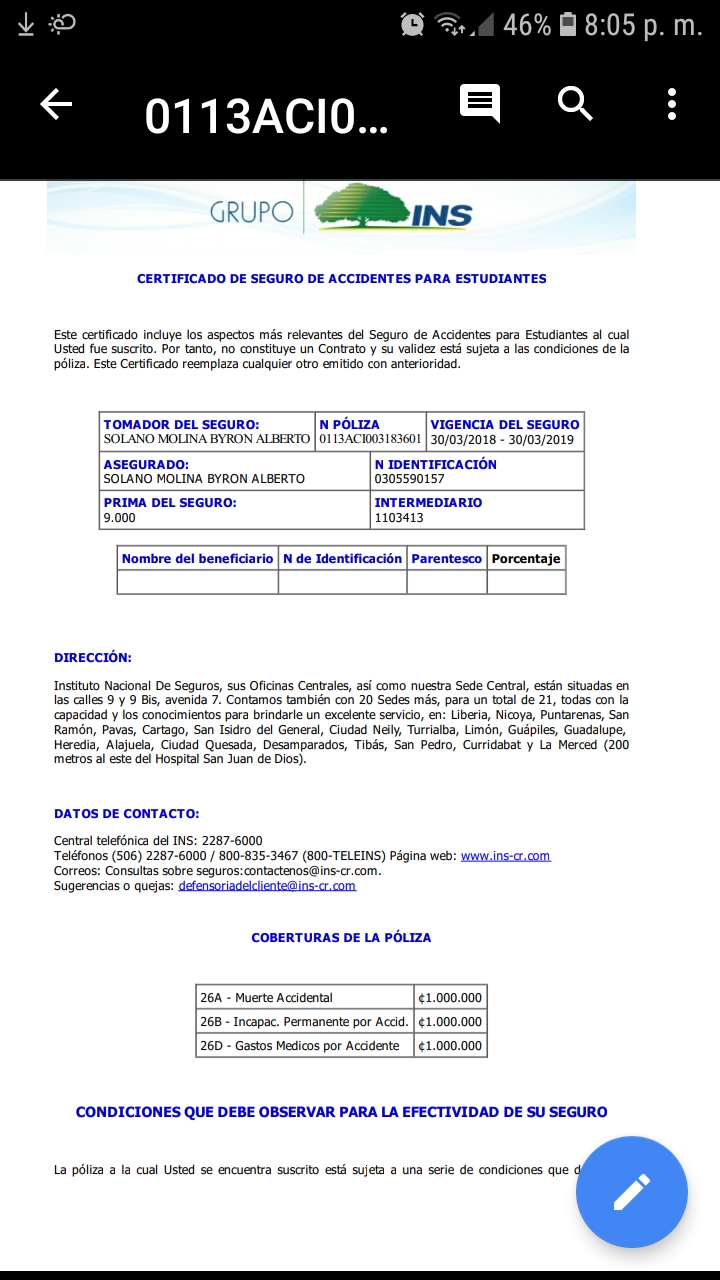 46% 8:05 p. m.
0113ACI0...
GRUPO INS
CERTIFICADO DE SEGURO DE ACCIDENTES PARA ESTUDIANTES
Este certificado incluye los aspectos más relevantes del Seguro de Accidentes para Estudiantes al cual
Usted fue suscrito. Por tanto, no constituye un Contrato y su validez está sujeta a las condiciones de la
póliza. Este Certificado reemplaza cualquier otro emitido con anterioridad.
TOMADOR DEL SEGURO: N PÓLIZA VIGENCIA DEL SEGURO
SOLANO MOLINA BYRON ALBERTO 0113ACI003183601 30/03/2018 - 30/03/2019
ASEGURADO: N IDENTIFICACIÓN
SOLANO MOLINA BYRON ALBERTO 0305590157
PRIMA DEL SEGURO: INTERMEDIARIO
9.000 1103413
Nombre del beneficiario N de Identificación Parentesco Porcentaje
DIRECCIÓN:
Instituto Nacional De Seguros, sus Oficinas Centrales, así como nuestra Sede Central, están situadas en
las calles 9 y 9 Bis, avenida 7. Contamos también con 20 Sedes más, para un total de 21, todas con la
capacidad y los conocimientos para brindarle un excelente servicio, en: Liberia, Nicoya, Puntarenas, San
Ramón, Pavas, Cartago, San Isidro del General, Ciudad Neily, Turrialba, Limón, Guápiles, Guadalupe,
Heredia, Alajuela, Ciudad Quesada, Desamparados, Tibás, San Pedro, Curridabat y La Merced (200
metros al este del Hospital San Juan de Dios).
DATOS DE CONTACTO:
Central telefónica del INS: 2287-6000
Teléfonos (506) 2287-6000 / 800-835-3467 (800-TELEINS) Página web: www.ins-cr.com
Correos: Consultas sobre seguros:contactenos@ins-cr.com.
Sugerencias o quejas: defensoriadelcliente@ins-cr.com
COBERTURAS DE LA PÓLIZA
26A - Muerte Accidental ¢1.000.000
26B - Incapac. Permanente por Accid. ¢1.000.000
26D - Gastos Medicos por Accidente ¢1.000.000
CONDICIONES QUE DEBE OBSERVAR PARA LA EFECTIVIDAD DE SU SEGURO
La póliza a la cual Usted se encuentra suscrito está sujeta a una serie de condiciones que